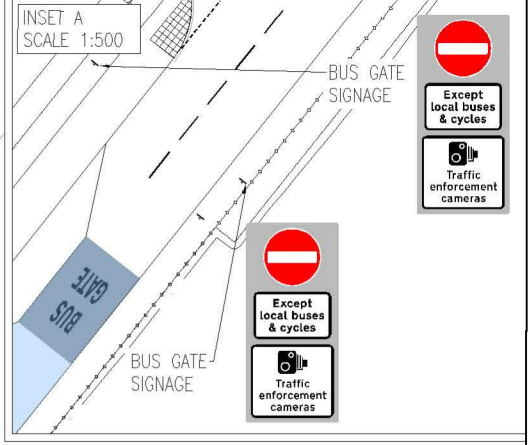 INSET A
SCALE 1:500
BUS GATE
SIGNAGE
Except
local buses
& cycles
Traffic
enforcement
cameras
BUS
GATE
Except
local buses
& cycles
Traffic
enforcement
cameras
BUS GATE
SIGNAGE